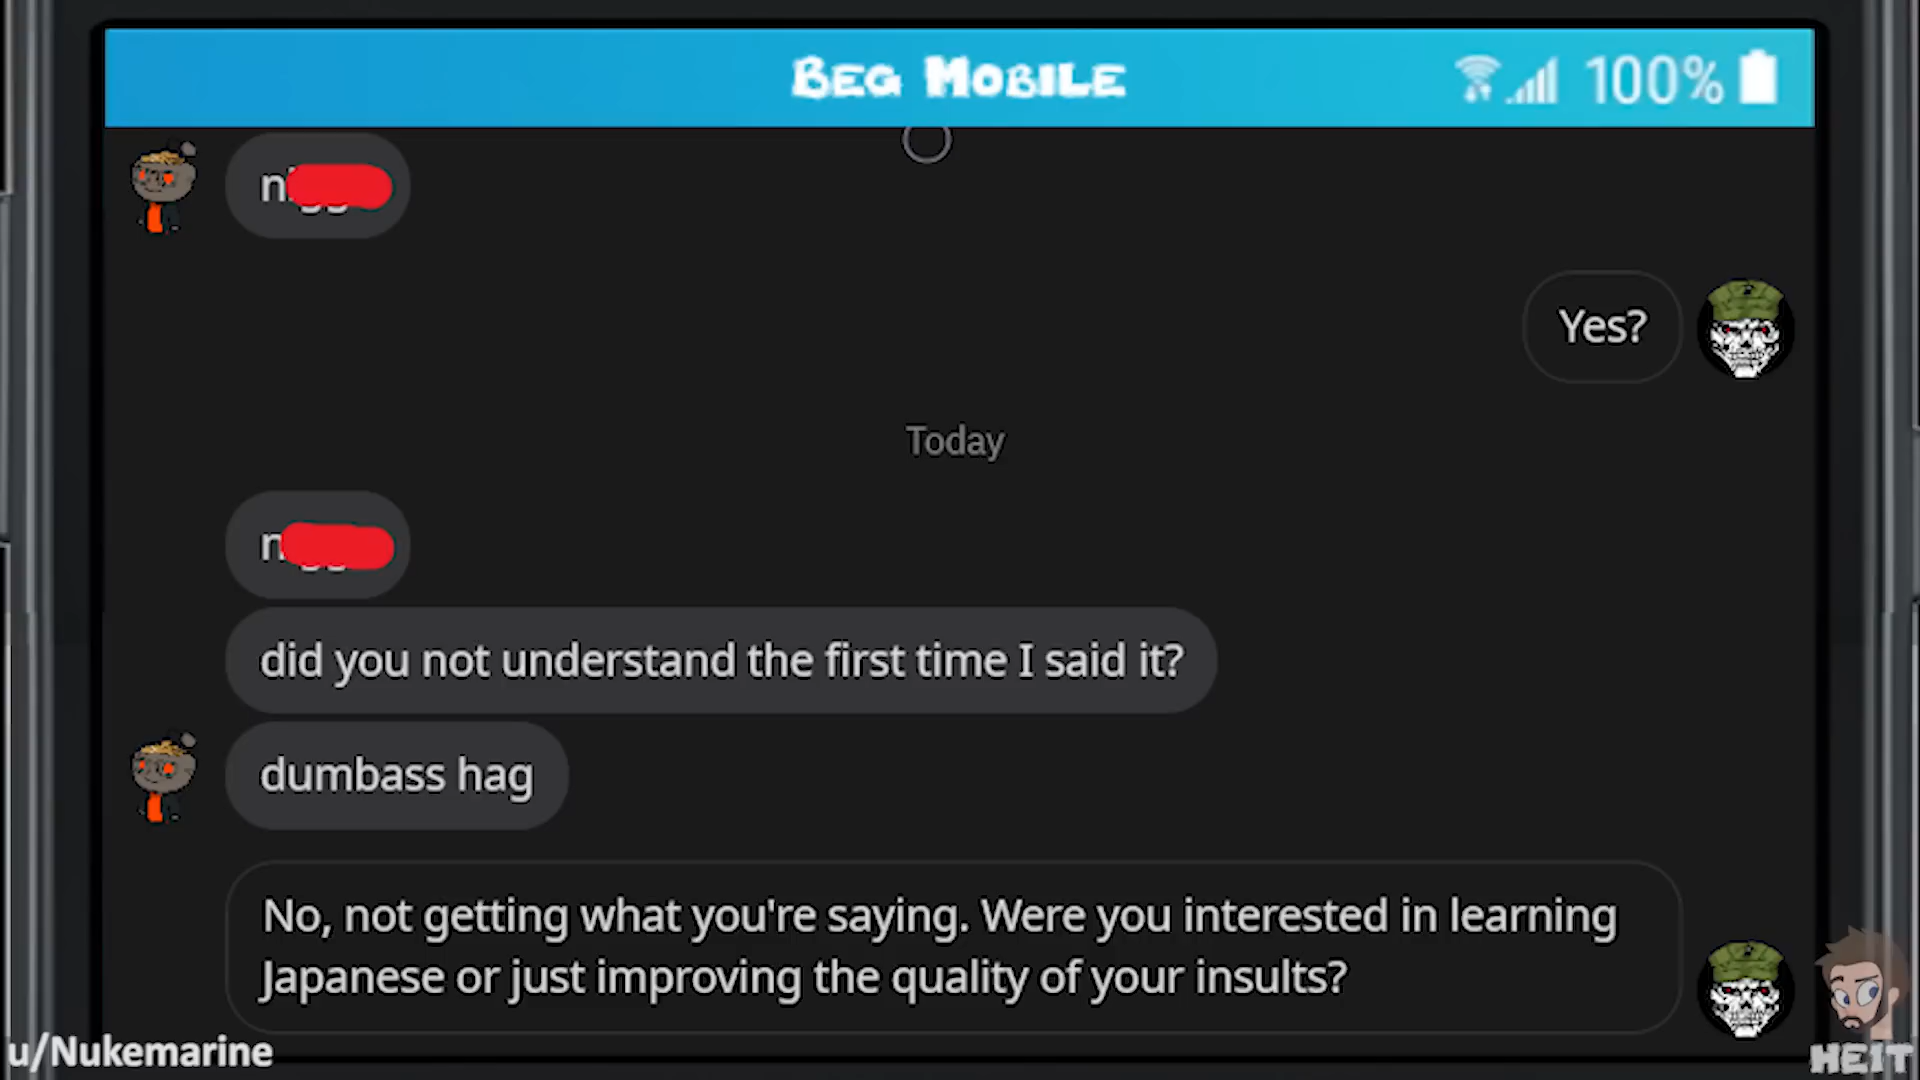 BEG MOBILE
100%
n
Yes?
Today
n
did you not understand the first time I said it?
dumbass hag
No, not getting what you're saying. Were you interested in learning
Japanese or just improving the quality of your insults?
u/Nukemarine
HEIT